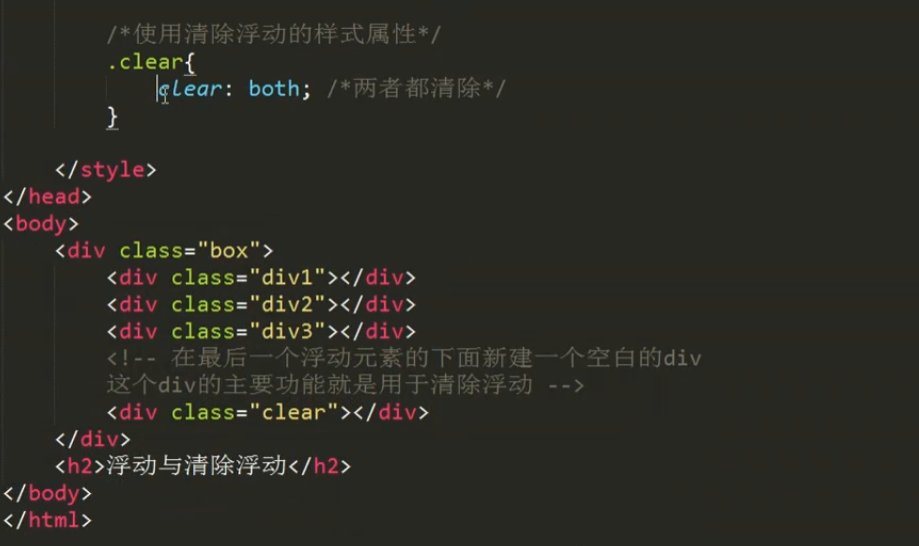 /*使用清除浮动的样式属性*/
.clear{
clear: both; /*两者都清除*/
}
</style>
</head>
<body>
<div class="box">
<div class="div1"></div>
<div class="div2"></div>
<div class="div3"></div>
<!-- 在最后一个浮动元素的下面新建一个空白的div
这个div的主要功能就是用于清除浮动 -->
<div class="clear"></div>
</div>
<h2>浮动与清除浮动</h2>
</body>
</html>